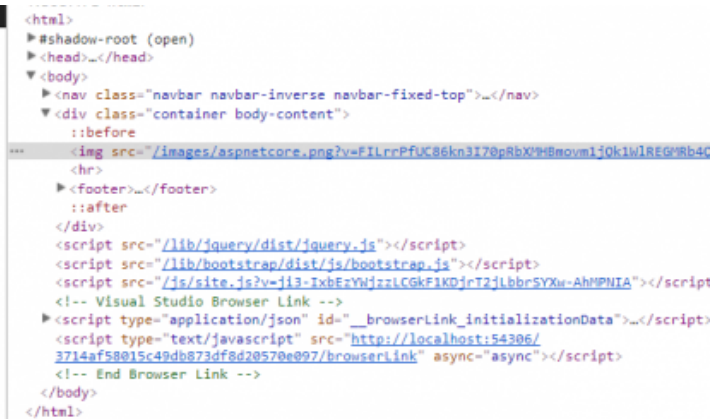 <html>
▶#shadow-root (open)
▶<head>…</head>
▼<body>
▶<nav class="navbar navbar-inverse navbar-fixed-top">…</nav>
▼<div class="container body-content">
::before
<img src="/images/aspnetcore.png?v=FILrrPfUC86kn3I70pRbXMHBmovm1jQk1WlREGMRb4C
<hr>
▶<footer>…</footer>
::after
</div>
<script src="/lib/jquery/dist/jquery.js"></script>
<script src="/lib/bootstrap/dist/js/bootstrap.js"></script>
<script src="/js/site.js?v=ji3-IxbEzYWjzzLCGkF1KDjrT2jLbbrSYXw-AhMPNIA"></script
<!-- Visual Studio Browser Link -->
▶<script type="application/json" id="__browserLink_initializationData">…</script>
<script type="text/javascript" src="http://localhost:54306/
3714af58015c49db873df8d20570e097/browserLink" async="async"></script>
<!-- End Browser Link -->
</body>
</html>